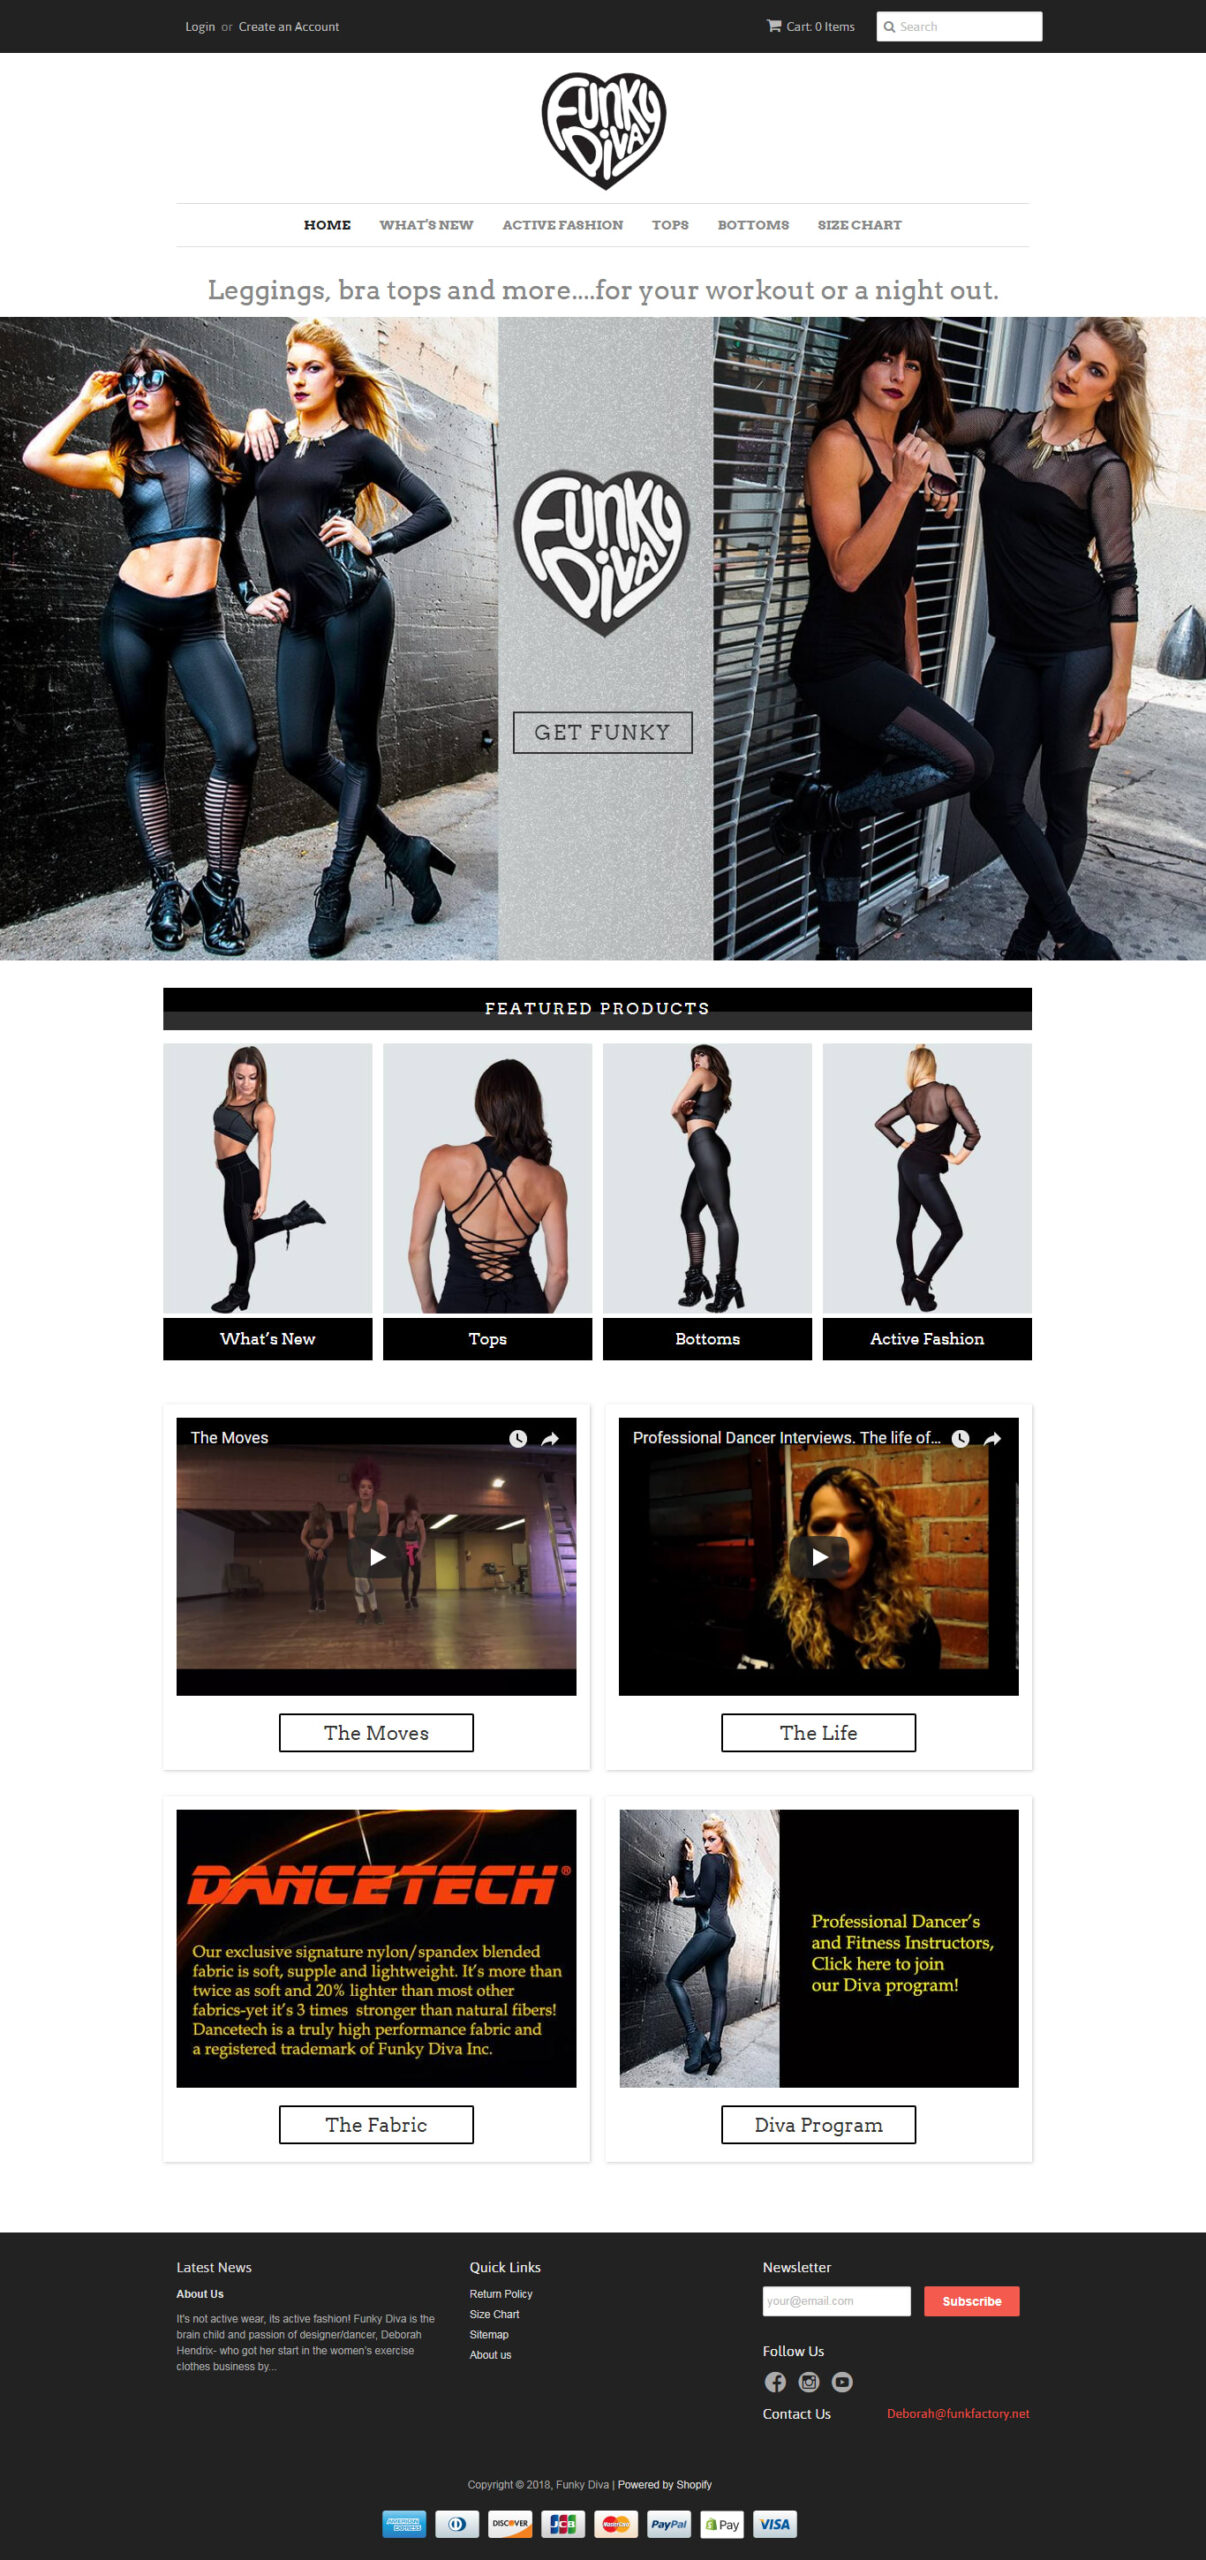 Login or Create an Account
Cart: 0 Items
Search
Funky
Diva
HOME WHAT'S NEW ACTIVE FASHION TOPS BOTTOMS SIZE CHART
Leggings, bra tops and more....for your workout or a night out.
Funky
Diva
GET FUNKY
FEATURED PRODUCTS
What's New
Tops
Bottoms
Active Fashion
The Moves
Professional Dancer Interviews. The life of...
The Moves
The Life
DANCETECH®
Our exclusive signature nylon/spandex blended
fabric is soft, supple and lightweight. It's more than
twice as soft and 20% lighter than most other
fabrics-yet it's 3 times stronger than natural fibers!
Dancetech is a truly high performance fabric and
a registered trademark of Funky Diva Inc.
Professional Dancer's
and Fitness Instructors,
Click here to join
our Diva program!
The Fabric
Diva Program
Latest News
About Us
It's not active wear, its active fashion! Funky Diva is the
brain child and passion of designer/dancer, Deborah
Hendrix- who got her start in the women's exercise
clothes business by...
Quick Links
Return Policy
Size Chart
Sitemap
About us
Newsletter
your@email.com
Subscribe
Follow Us
Contact Us
Deborah@funkfactory.net
Copyright © 2018, Funky Diva | Powered by Shopify
AMERICAN EXPRESS
DISCOVER
JCB
MasterCard
PayPal
Pay
VISA